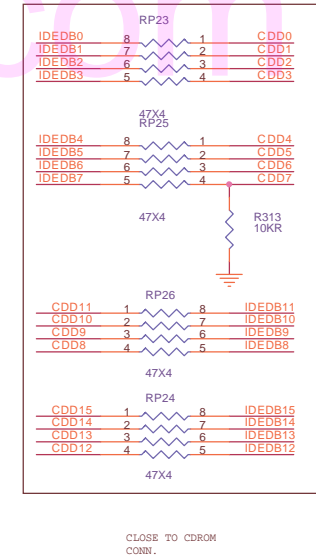 com
RP23
IDEDB0 8 1 CDD0
IDEDB1 7 2 CDD1
IDEDB2 6 3 CDD2
IDEDB3 5 4 CDD3
47X4
RP25
IDEDB4 8 1 CDD4
IDEDB5 7 2 CDD5
IDEDB6 6 3 CDD6
IDEDB7 5 4 CDD7
47X4
R313
10KR
RP26
CDD11 1 8 IDEDB11
CDD10 2 7 IDEDB10
CDD9 3 6 IDEDB9
CDD8 4 5 IDEDB8
47X4
RP24
CDD15 1 8 IDEDB15
CDD14 2 7 IDEDB14
CDD13 3 6 IDEDB13
CDD12 4 5 IDEDB12
47X4
CLOSE TO CDROM
CONN.